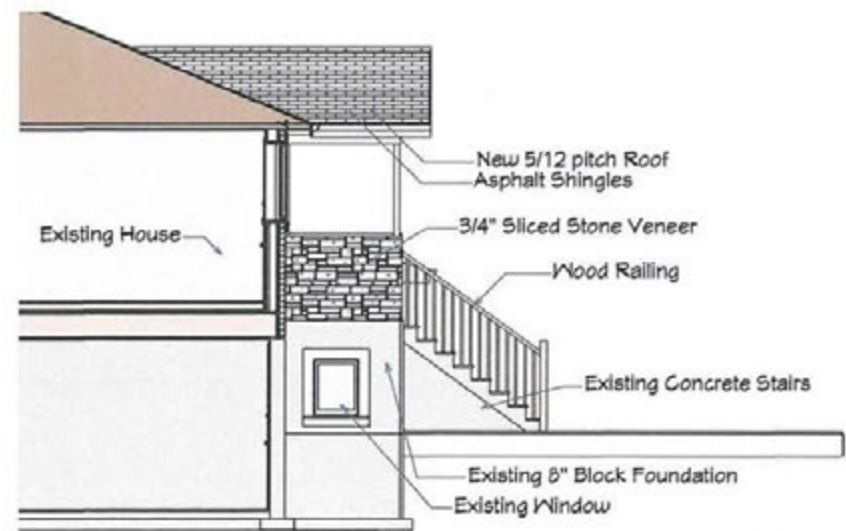 New 5/12 pitch Roof
Asphalt Shingles
3/4" Sliced Stone Veneer
Existing House
Wood Railing
Existing Concrete Stairs
Existing 8" Block Foundation
Existing Window